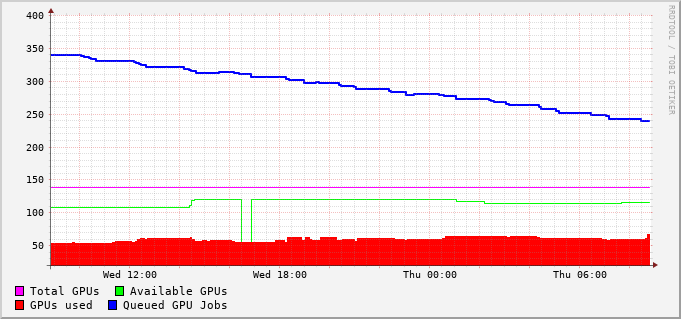 400
350
300
250
200
150
100
50
Wed 12:00 Wed 18:00 Thu 00:00 Thu 06:00
Total GPUs Available GPUs
GPUs used Queued GPU Jobs
RRDTOOL / TOBI OETIKER